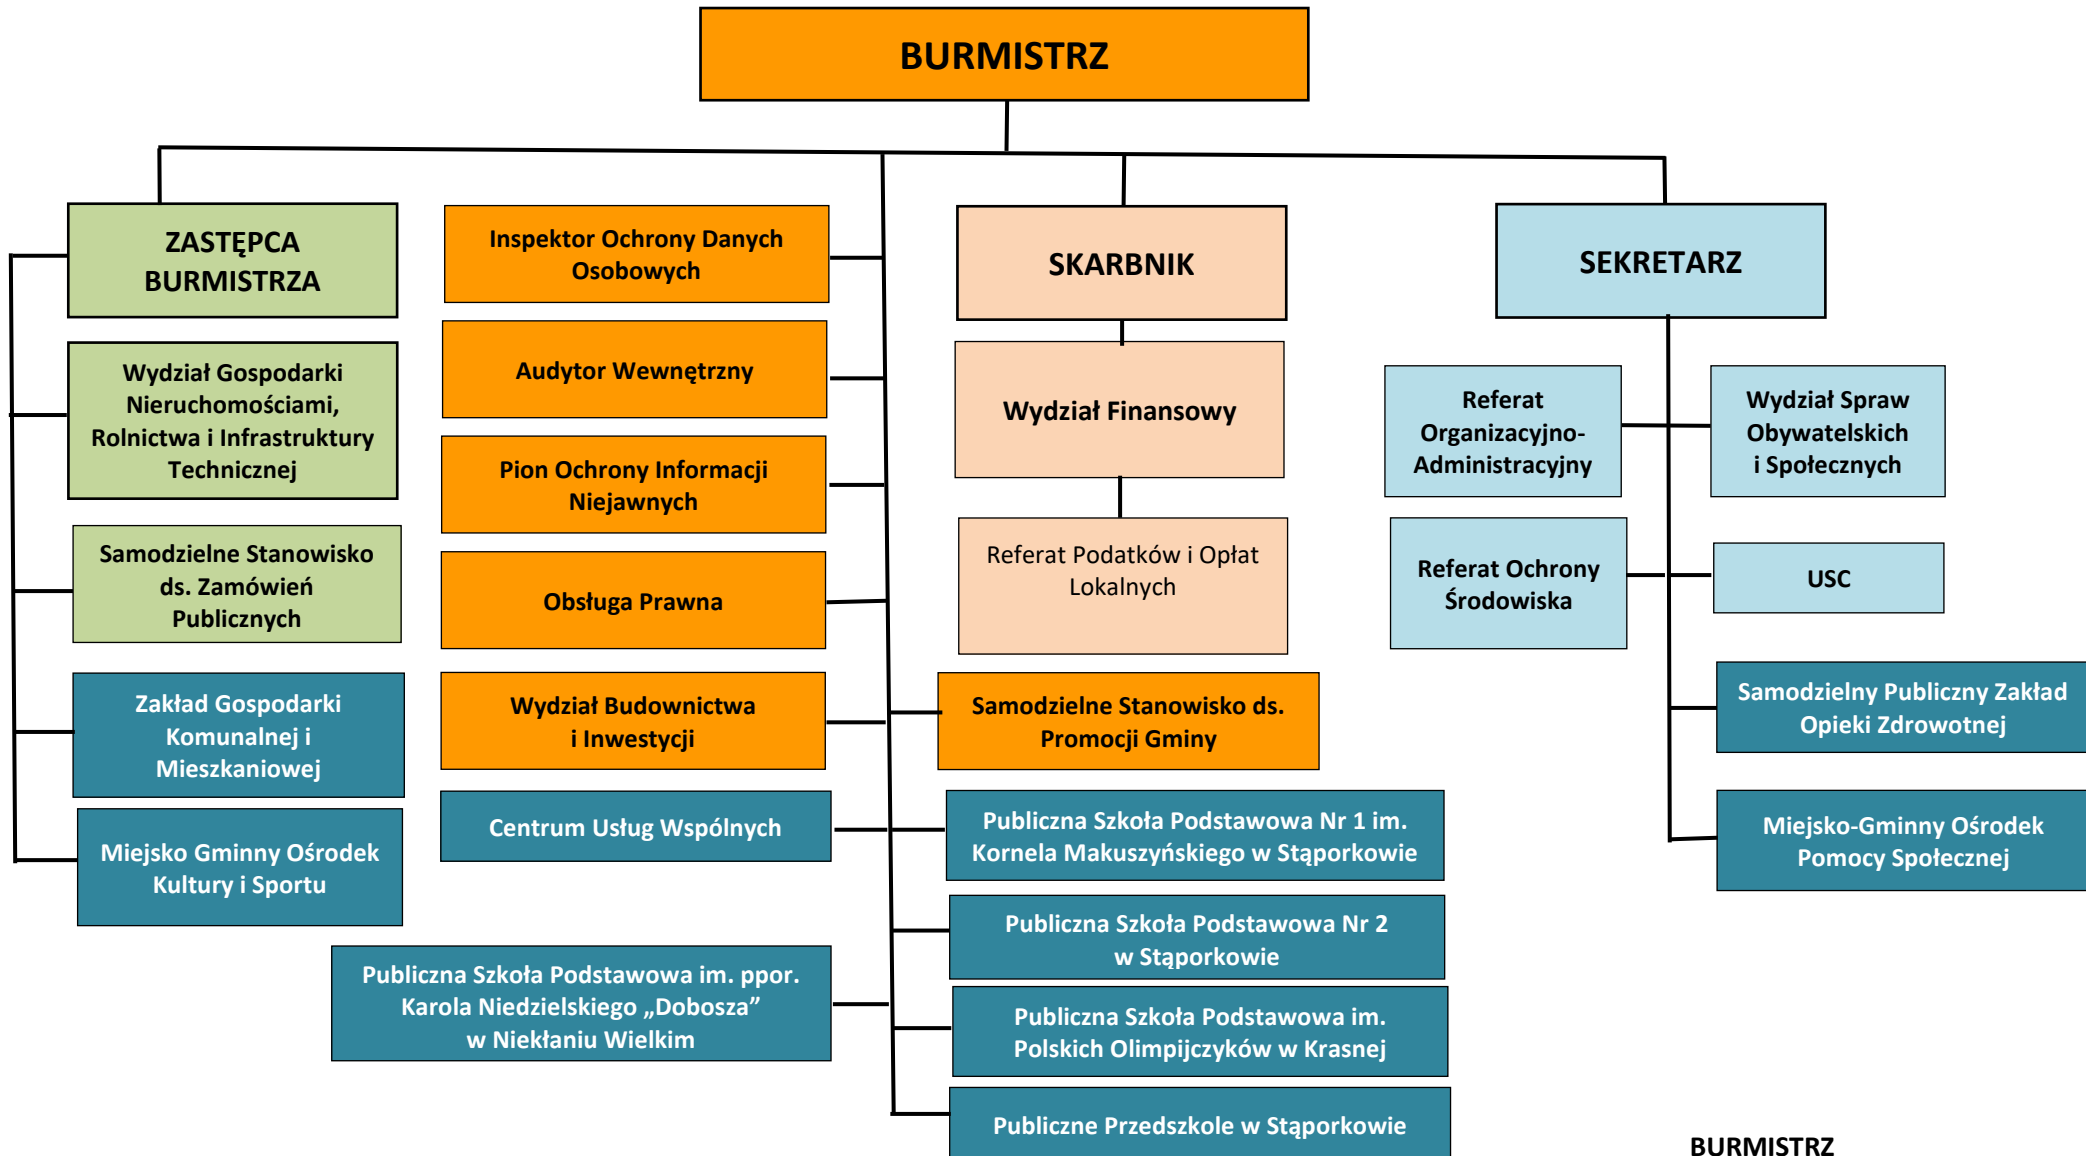 BURMISTRZ
ZASTĘPCA
BURMISTRZA
Wydział Gospodarki
Nieruchomościami,
Rolnictwa i Infrastruktury
Technicznej
Samodzielne Stanowisko
ds. Zamówień
Publicznych
Zakład Gospodarki
Komunalnej i
Mieszkaniowej
Miejsko Gminny Ośrodek
Kultury i Sportu
Inspektor Ochrony Danych
Osobowych
Audytor Wewnętrzny
Pion Ochrony Informacji
Niejawnych
Obsługa Prawna
Wydział Budownictwa
i Inwestycji
Centrum Usług Wspólnych
Publiczna Szkoła Podstawowa im. ppor.
Karola Niedzielskiego „Dobosza”
w Niekłaniu Wielkim
SKARBNIK
Wydział Finansowy
Referat Podatków i Opłat
Lokalnych
Samodzielne Stanowisko ds.
Promocji Gminy
Publiczna Szkoła Podstawowa Nr 1 im.
Kornela Makuszyńskiego w Stąporkowie
Publiczna Szkoła Podstawowa Nr 2
w Stąporkowie
Publiczna Szkoła Podstawowa im.
Polskich Olimpijczyków w Krasnej
Publiczne Przedszkole w Stąporkowie
SEKRETARZ
Referat
Organizacyjno-
Administracyjny
Wydział Spraw
Obywatelskich
i Społecznych
Referat Ochrony
Środowiska
USC
Samodzielny Publiczny Zakład
Opieki Zdrowotnej
Miejsko-Gminny Ośrodek
Pomocy Społecznej
BURMISTRZ